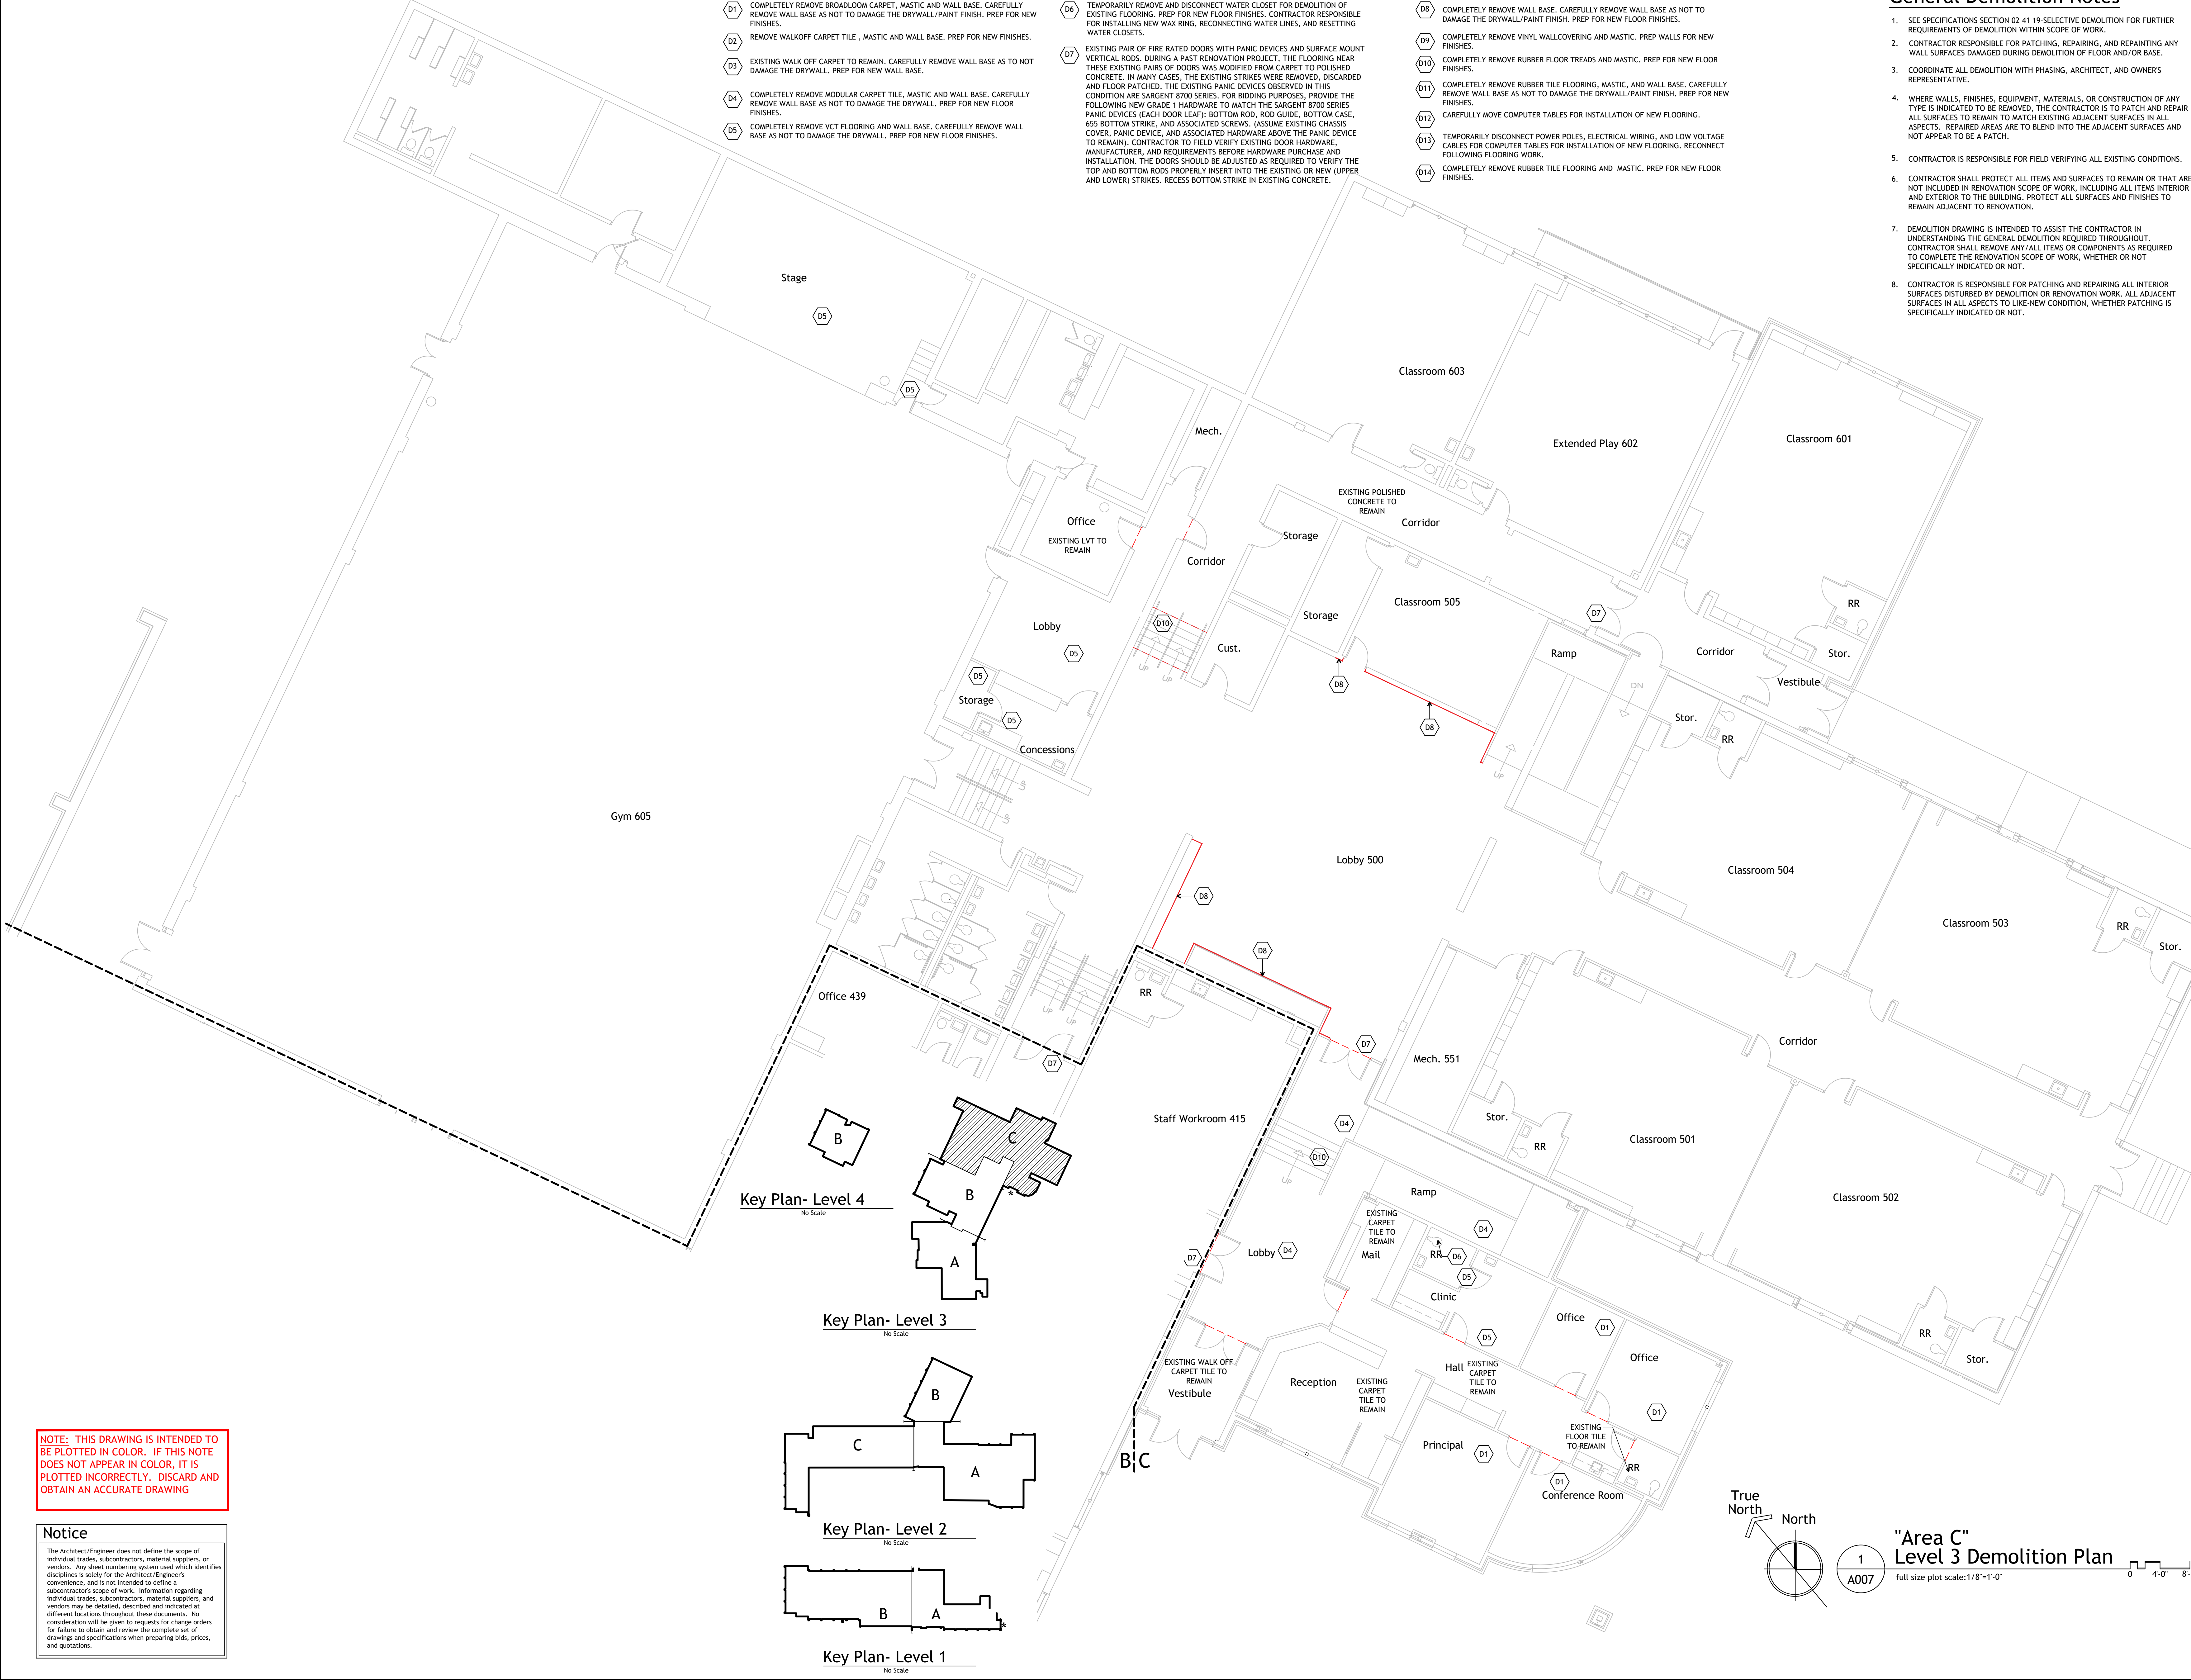 D1 COMPLETELY REMOVE BROADLOOM CARPET, MASTIC AND WALL BASE. CAREFULLY
REMOVE WALL BASE AS NOT TO DAMAGE THE DRYWALL/PAINT FINISH. PREP FOR NEW
FINISHES.
D2 REMOVE WALKOFF CARPET TILE , MASTIC AND WALL BASE. PREP FOR NEW FINISHES.
D3 EXISTING WALK OFF CARPET TO REMAIN. CAREFULLY REMOVE WALL BASE AS TO NOT
DAMAGE THE DRYWALL. PREP FOR NEW WALL BASE.
D4 COMPLETELY REMOVE MODULAR CARPET TILE, MASTIC AND WALL BASE. CAREFULLY
REMOVE WALL BASE AS NOT TO DAMAGE THE DRYWALL. PREP FOR NEW FLOOR
FINISHES.
D5 COMPLETELY REMOVE VCT FLOORING AND WALL BASE. CAREFULLY REMOVE WALL
BASE AS NOT TO DAMAGE THE DRYWALL. PREP FOR NEW FLOOR FINISHES.
D6 TEMPORARILY REMOVE AND DISCONNECT WATER CLOSET FOR DEMOLITION OF
EXISTING FLOORING. PREP FOR NEW FLOOR FINISHES. CONTRACTOR RESPONSIBLE
FOR INSTALLING NEW WAX RING, RECONNECTING WATER LINES, AND RESETTING
WATER CLOSETS.
D7 EXISTING PAIR OF FIRE RATED DOORS WITH PANIC DEVICES AND SURFACE MOUNT
VERTICAL RODS. DURING A PAST RENOVATION PROJECT, THE FLOORING NEAR
THESE EXISTING PAIRS OF DOORS WAS MODIFIED FROM CARPET TO POLISHED
CONCRETE. IN MANY CASES, THE EXISTING STRIKES WERE REMOVED, DISCARDED
AND FLOOR PATCHED. THE EXISTING PANIC DEVICES OBSERVED IN THIS
CONDITION ARE SARGENT 8700 SERIES. FOR BIDDING PURPOSES, PROVIDE THE
FOLLOWING NEW GRADE 1 HARDWARE TO MATCH THE SARGENT 8700 SERIES
PANIC DEVICES (EACH DOOR LEAF): BOTTOM ROD, ROD GUIDE, BOTTOM CASE,
655 BOTTOM STRIKE, AND ASSOCIATED SCREWS. (ASSUME EXISTING CHASSIS
COVER, PANIC DEVICE, AND ASSOCIATED HARDWARE ABOVE THE PANIC DEVICE
TO REMAIN). CONTRACTOR TO FIELD VERIFY EXISTING DOOR HARDWARE,
MANUFACTURER, AND REQUIREMENTS BEFORE HARDWARE PURCHASE AND
INSTALLATION. THE DOORS SHOULD BE ADJUSTED AS REQUIRED TO VERIFY THE
TOP AND BOTTOM RODS PROPERLY INSERT INTO THE EXISTING OR NEW (UPPER
AND LOWER) STRIKES. RECESS BOTTOM STRIKE IN EXISTING CONCRETE.
D8 COMPLETELY REMOVE WALL BASE. CAREFULLY REMOVE WALL BASE AS NOT TO
DAMAGE THE DRYWALL/PAINT FINISH. PREP FOR NEW FLOOR FINISHES.
D9 COMPLETELY REMOVE VINYL WALLCOVERING AND MASTIC. PREP WALLS FOR NEW
FINISHES.
D10 COMPLETELY REMOVE RUBBER FLOOR TREADS AND MASTIC. PREP FOR NEW FLOOR
FINISHES.
D11 COMPLETELY REMOVE RUBBER TILE FLOORING, MASTIC, AND WALL BASE. CAREFULLY
REMOVE WALL BASE AS NOT TO DAMAGE THE DRYWALL/PAINT FINISH. PREP FOR NEW
FINISHES.
D12 CAREFULLY MOVE COMPUTER TABLES FOR INSTALLATION OF NEW FLOORING.
D13 TEMPORARILY DISCONNECT POWER POLES, ELECTRICAL WIRING, AND LOW VOLTAGE
CABLES FOR COMPUTER TABLES FOR INSTALLATION OF NEW FLOORING. RECONNECT
FOLLOWING FLOORING WORK.
D14 COMPLETELY REMOVE RUBBER TILE FLOORING AND MASTIC. PREP FOR NEW FLOOR
FINISHES.
General Demolition Notes
1. SEE SPECIFICATIONS SECTION 02 41 19-SELECTIVE DEMOLITION FOR FURTHER
REQUIREMENTS OF DEMOLITION WITHIN SCOPE OF WORK.
2. CONTRACTOR RESPONSIBLE FOR PATCHING, REPAIRING, AND REPAINTING ANY
WALL SURFACES DAMAGED DURING DEMOLITION OF FLOOR AND/OR BASE.
3. COORDINATE ALL DEMOLITION WITH PHASING, ARCHITECT, AND OWNER'S
REPRESENTATIVE.
4. WHERE WALLS, FINISHES, EQUIPMENT, MATERIALS, OR CONSTRUCTION OF ANY
TYPE IS INDICATED TO BE REMOVED, THE CONTRACTOR IS TO PATCH AND REPAIR
ALL SURFACES TO REMAIN TO MATCH EXISTING ADJACENT SURFACES IN ALL
ASPECTS. REPAIRED AREAS ARE TO BLEND INTO THE ADJACENT SURFACES AND
NOT APPEAR TO BE A PATCH.
5. CONTRACTOR IS RESPONSIBLE FOR FIELD VERIFYING ALL EXISTING CONDITIONS.
6. CONTRACTOR SHALL PROTECT ALL ITEMS AND SURFACES TO REMAIN OR THAT ARE
NOT INCLUDED IN RENOVATION SCOPE OF WORK, INCLUDING ALL ITEMS INTERIOR
AND EXTERIOR TO THE BUILDING. PROTECT ALL SURFACES AND FINISHES TO
REMAIN ADJACENT TO RENOVATION.
7. DEMOLITION DRAWING IS INTENDED TO ASSIST THE CONTRACTOR IN
UNDERSTANDING THE GENERAL DEMOLITION REQUIRED THROUGHOUT.
CONTRACTOR SHALL REMOVE ANY/ALL ITEMS OR COMPONENTS AS REQUIRED
TO COMPLETE THE RENOVATION SCOPE OF WORK, WHETHER OR NOT
SPECIFICALLY INDICATED OR NOT.
8. CONTRACTOR IS RESPONSIBLE FOR PATCHING AND REPAIRING ALL INTERIOR
SURFACES DISTURBED BY DEMOLITION OR RENOVATION WORK. ALL ADJACENT
SURFACES IN ALL ASPECTS TO LIKE-NEW CONDITION, WHETHER PATCHING IS
SPECIFICALLY INDICATED OR NOT.
Stage
D5
D5
Classroom 603
Mech.
Extended Play 602
Classroom 601
EXISTING POLISHED
CONCRETE TO
REMAIN
Corridor
Office
EXISTING LVT TO
REMAIN
Storage
Corridor
Classroom 505
RR
D7
Storage
D10
Lobby
D5
Cust.
Ramp
Corridor
Stor.
UP
UP
D5
D8
DN
Vestibule
Storage
D5
D8
Stor.
RR
Concessions
UP
UP
UP
Gym 605
Lobby 500
Classroom 504
D8
Classroom 503
RR
Stor.
D8
Office 439
RR
UP
UP
D7
D7
Mech. 551
Corridor
Staff Workroom 415
D4
Stor.
RR
Classroom 501
D10
UP
Ramp
Classroom 502
EXISTING
CARPET
TILE TO
REMAIN
Mail
D4
D7
Lobby
D4
RR
D6
D5
Clinic
Office
D1
D5
RR
Stor.
Office
EXISTING WALK OFF
CARPET TILE TO
REMAIN
Vestibule
Hall
EXISTING
CARPET
TILE TO
REMAIN
Reception
EXISTING
CARPET
TILE TO
REMAIN
D1
EXISTING
FLOOR TILE
TO REMAIN
Principal
D1
RR
D1
Conference Room
B C
B
C
B
*
A
Key Plan- Level 4
No Scale
Key Plan- Level 3
No Scale
B
C
A
Key Plan- Level 2
No Scale
B
A
*
Key Plan- Level 1
No Scale
NOTE: THIS DRAWING IS INTENDED TO
BE PLOTTED IN COLOR. IF THIS NOTE
DOES NOT APPEAR IN COLOR, IT IS
PLOTTED INCORRECTLY. DISCARD AND
OBTAIN AN ACCURATE DRAWING
Notice
The Architect/Engineer does not define the scope of
individual trades, subcontractors, material suppliers, or
vendors. Any sheet numbering system used which identifies
disciplines is solely for the Architect/Engineer's
convenience, and is not intended to define a
subcontractor's scope of work. Information regarding
individual trades, subcontractors, material suppliers, and
vendors may be detailed, described and indicated at
different locations throughout these documents. No
consideration will be given to requests for change orders
for failure to obtain and review the complete set of
drawings and specifications when preparing bids, prices,
and quotations.
True
North
North
1
A007
"Area C"
Level 3 Demolition Plan
full size plot scale:1/8"=1'-0"
0 4'-0" 8'-